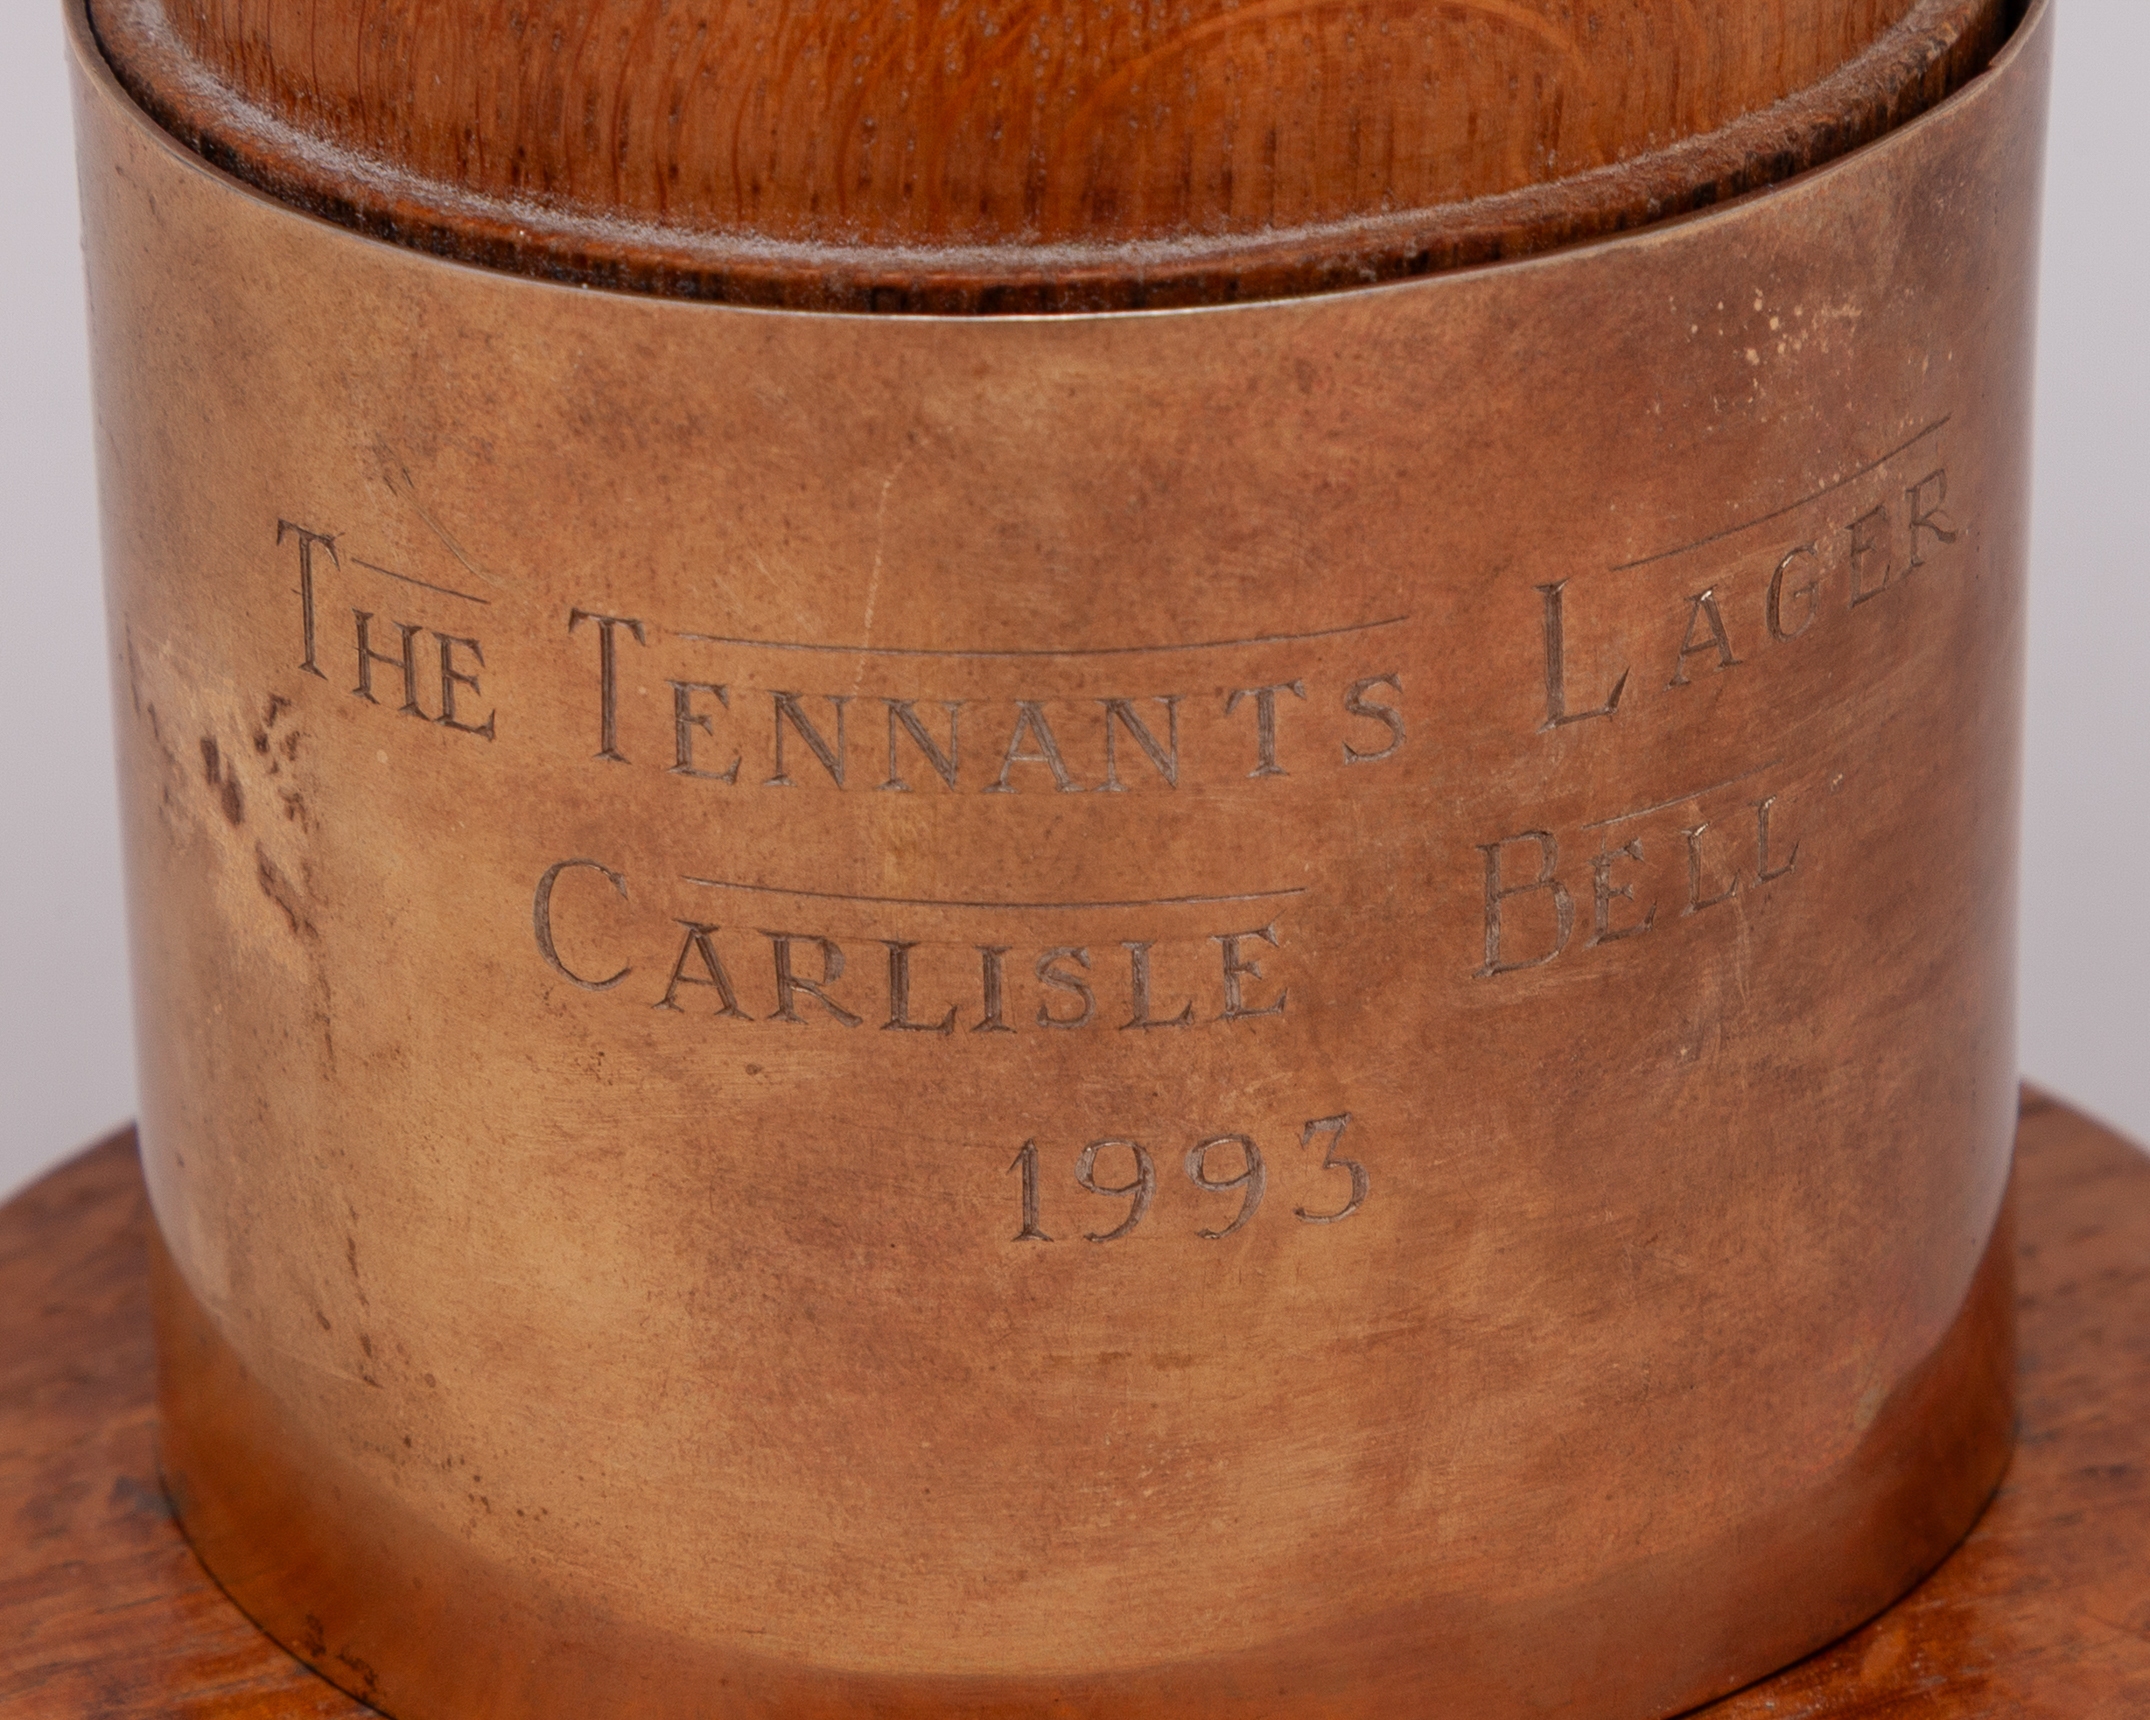 THE TENNANTS LAGER
CARLISLE BELL
1993